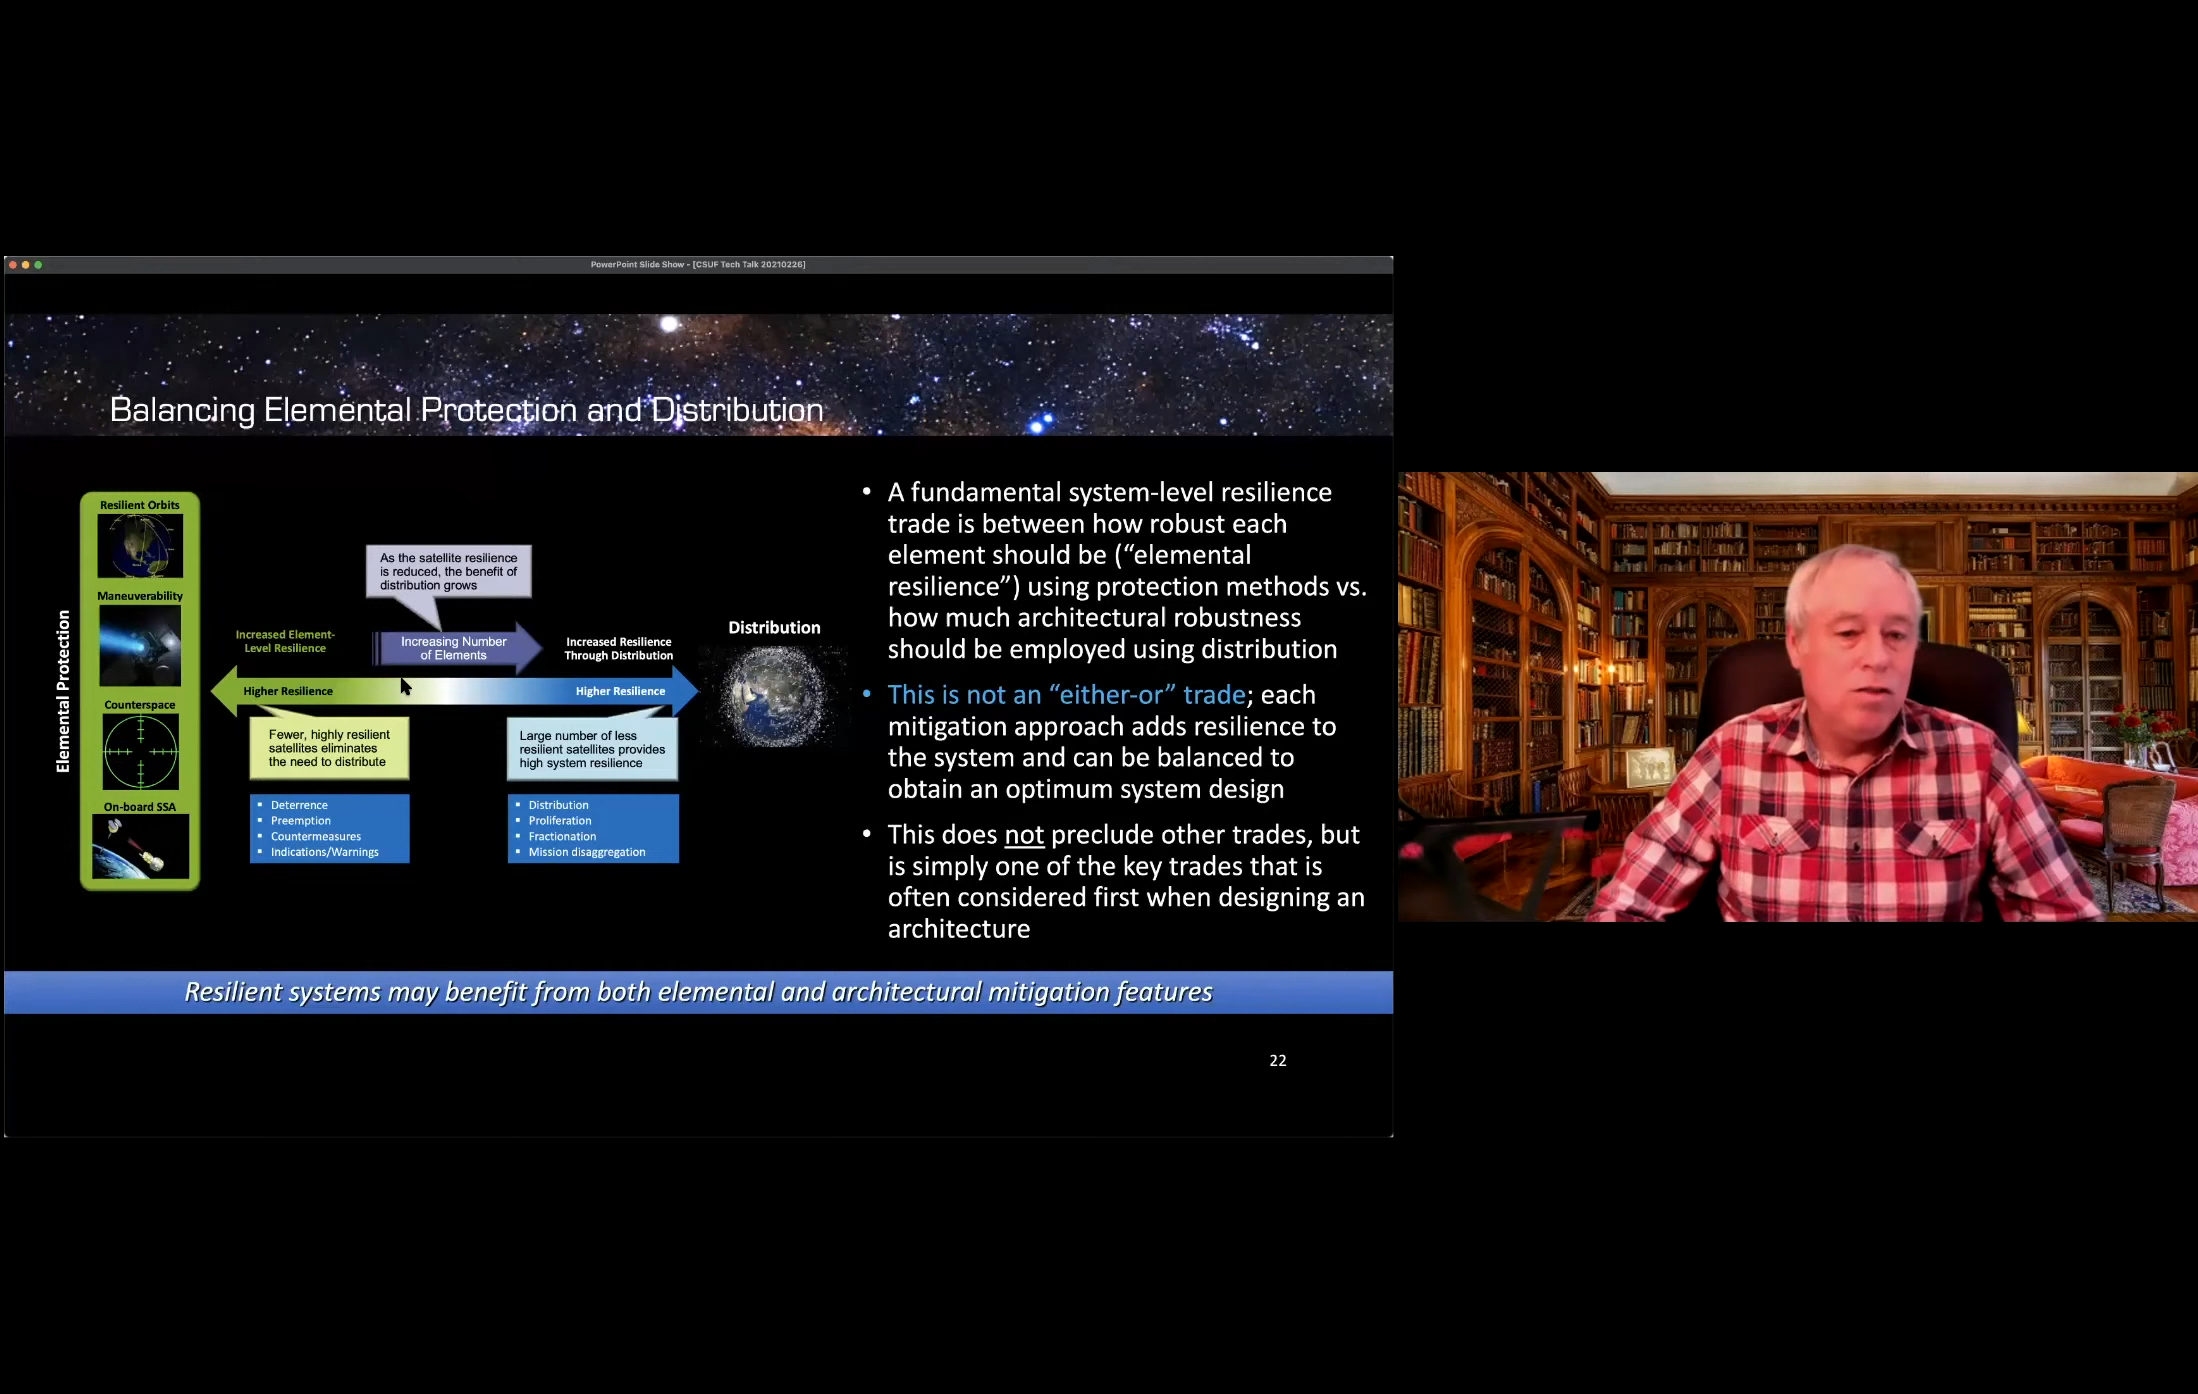 PowerPoint Slide Show - [CSUF Tech Talk 20210226]
Balancing Elemental Protection and Distribution
Elemental Protection
Resilient Orbits
Maneuverability
Counterspace
On-board SSA
As the satellite resilience
is reduced, the benefit of
distribution grows
Increased Element-
Level Resilience
Increasing Number
of Elements
Increased Resilience
Through Distribution
Higher Resilience
Higher Resilience
Fewer, highly resilient
satellites eliminates
the need to distribute
Large number of less
resilient satellites provides
high system resilience
▪ Deterrence
▪ Preemption
▪ Countermeasures
▪ Indications/Warnings
▪ Distribution
▪ Proliferation
▪ Fractionation
▪ Mission disaggregation
Distribution
• A fundamental system-level resilience
trade is between how robust each
element should be (“elemental
resilience”) using protection methods vs.
how much architectural robustness
should be employed using distribution
• This is not an “either-or” trade; each
mitigation approach adds resilience to
the system and can be balanced to
obtain an optimum system design
• This does not preclude other trades, but
is simply one of the key trades that is
often considered first when designing an
architecture
Resilient systems may benefit from both elemental and architectural mitigation features
22